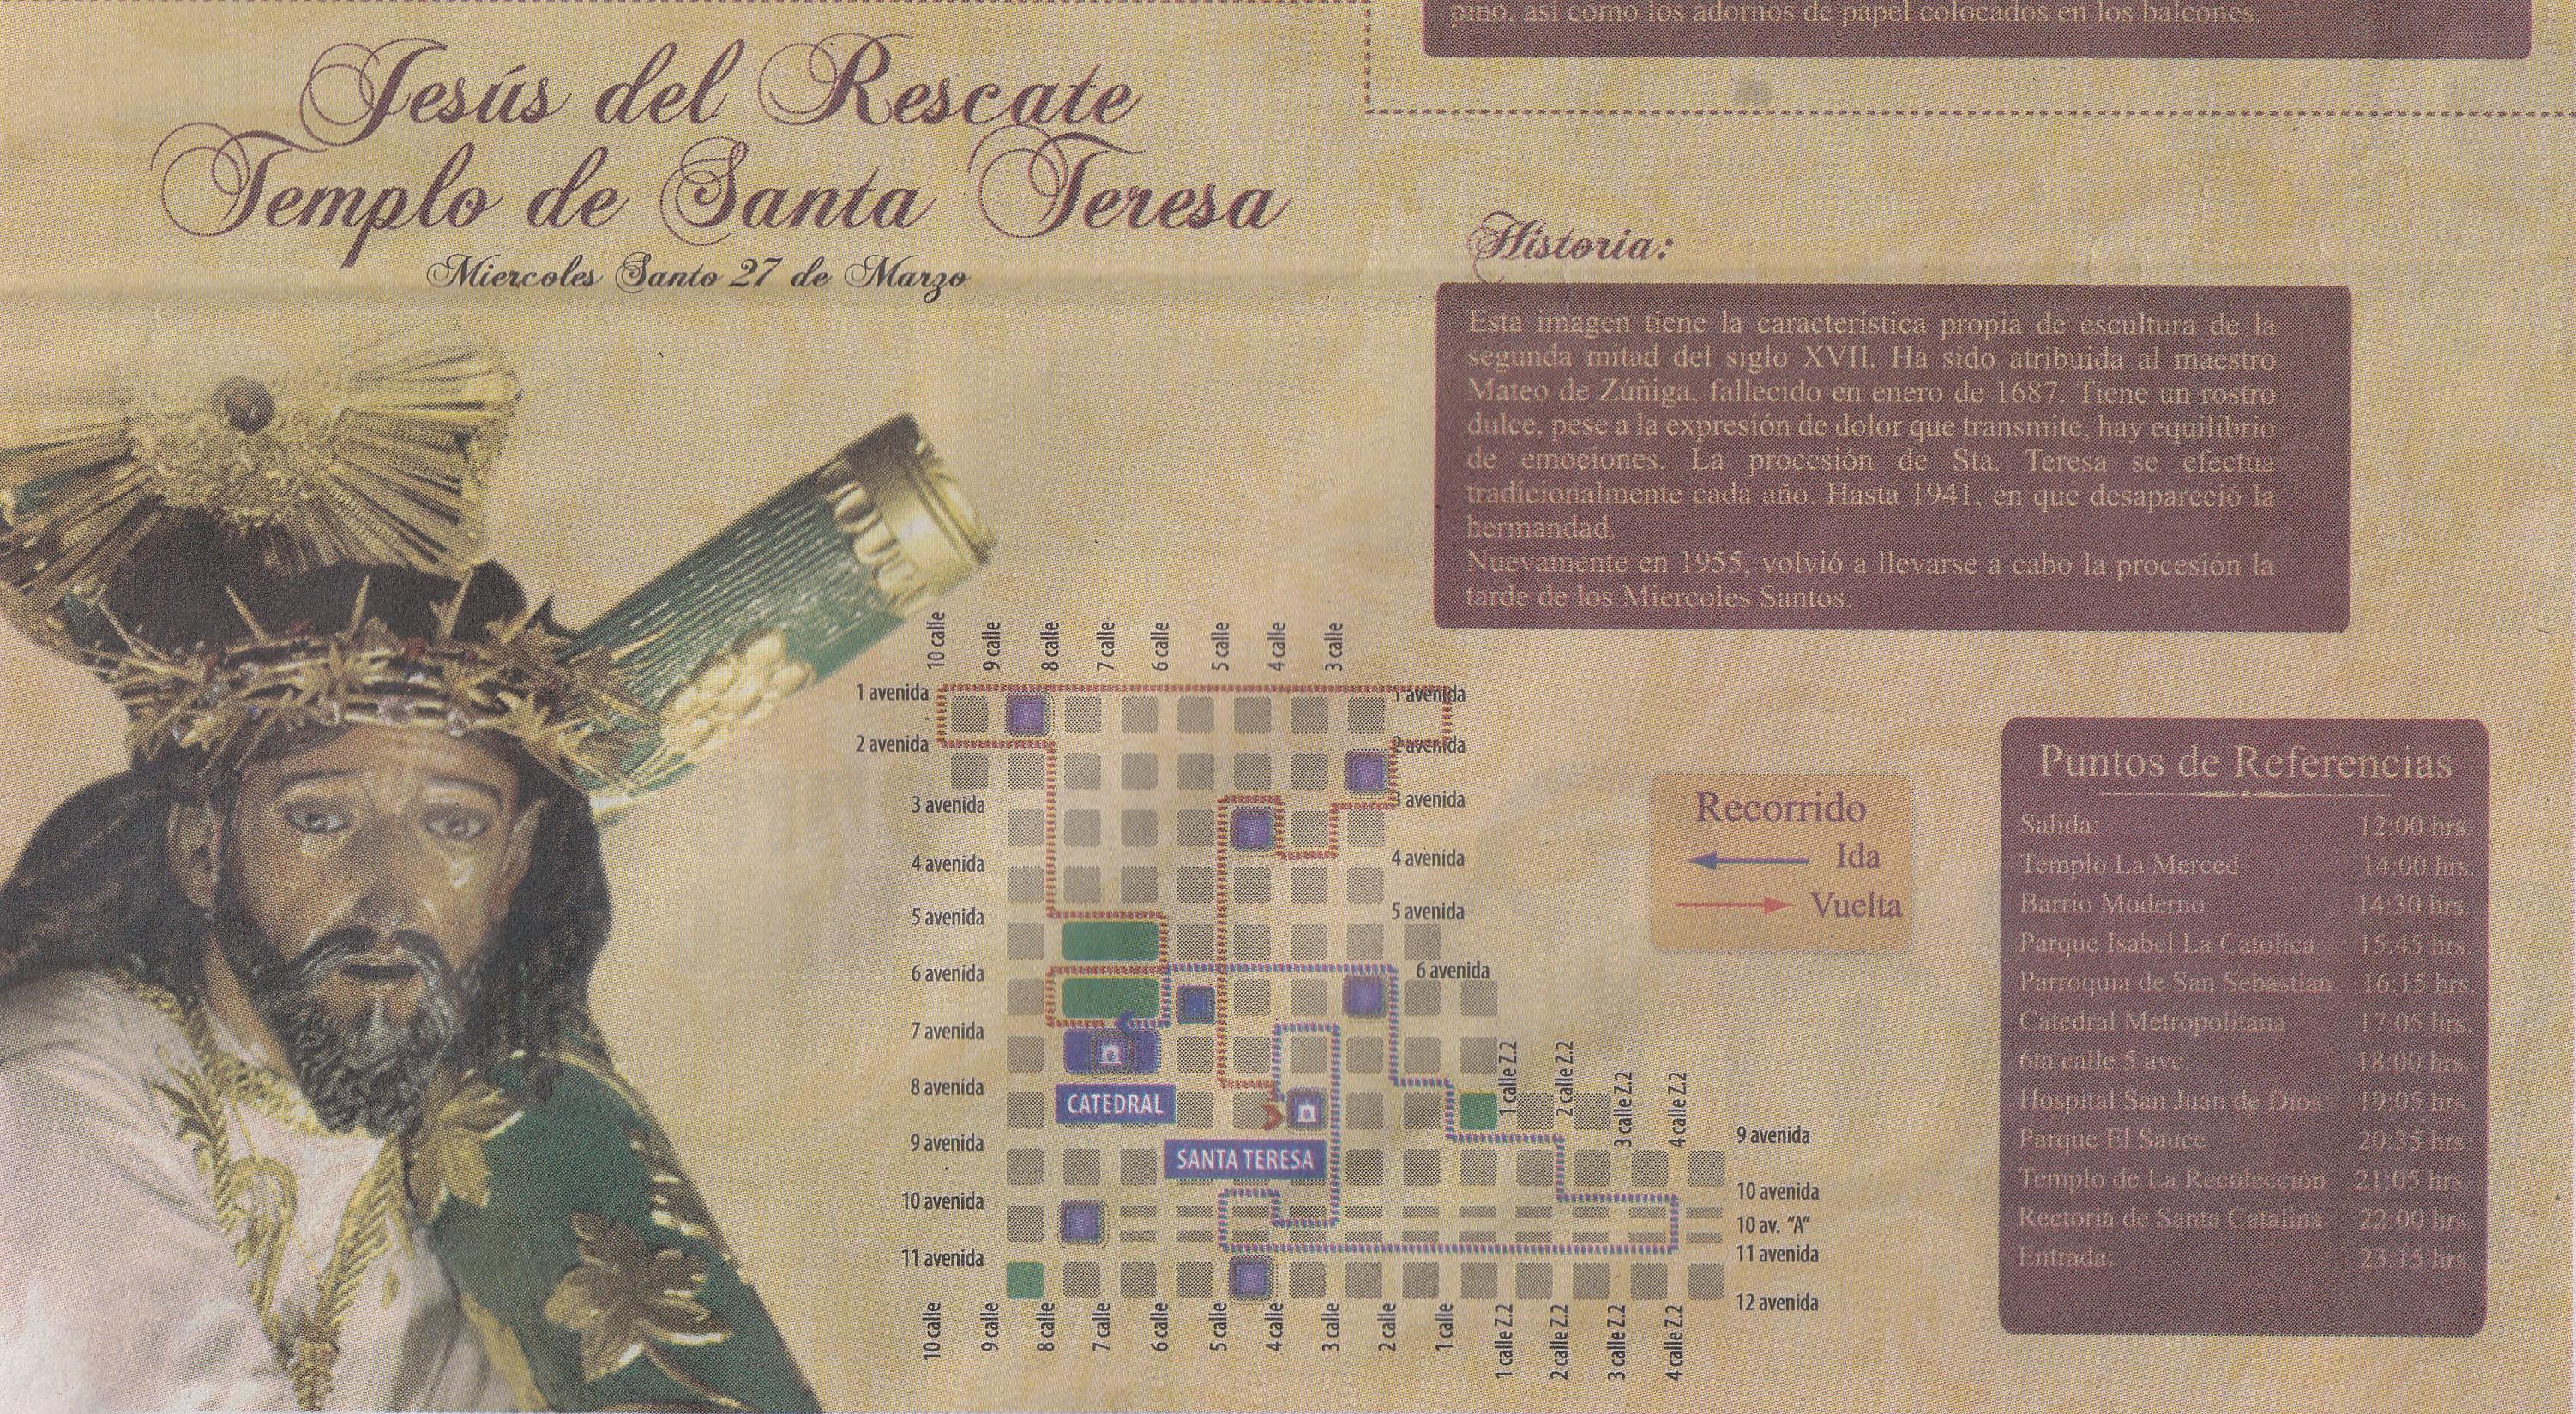 pino, así como los adornos de papel colocados en los balcones.
Jesús del Rescate
Templo de Santa Teresa
Miercoles Santo 27 de Marzo
Historia:
Esta imagen tiene la característica propia de escultura de la
segunda mitad del siglo XVII. Ha sido atribuida al maestro
Mateo de Zúñiga, fallecido en enero de 1687. Tiene un rostro
dulce, pese a la expresión de dolor que transmite, hay equilibrio
de emociones. La procesión de Sta. Teresa se efectúa
tradicionalmente cada año. Hasta 1941, en que desapareció la
hermandad.
Nuevamente en 1955, volvió a llevarse a cabo la procesión la
tarde de los Miercoles Santos.
10 calle
9 calle
8 calle
7 calle
6 calle
5 calle
4 calle
3 calle
1 avenida
1 avenida
2 avenida
2 avenida
3 avenida
3 avenida
4 avenida
4 avenida
5 avenida
5 avenida
6 avenida
6 avenida
7 avenida
8 avenida
CATEDRAL
1 calle Z.2
2 calle Z.2
3 calle Z.2
4 calle Z.2
9 avenida
9 avenida
SANTA TERESA
10 avenida
10 avenida
10 av. "A"
11 avenida
11 avenida
12 avenida
10 calle
9 calle
8 calle
7 calle
6 calle
5 calle
4 calle
3 calle
2 calle
1 calle
1 calle Z.2
2 calle Z.2
3 calle Z.2
4 calle Z.2
Recorrido
Ida
Vuelta
Puntos de Referencias
Salida: 12:00 hrs.
Templo La Merced 14:00 hrs.
Barrio Moderno 14:30 hrs.
Parque Isabel La Catolica 15:45 hrs.
Parroquia de San Sebastian 16:15 hrs.
Catedral Metropolitana 17:05 hrs.
6ta calle 5 ave. 18:00 hrs.
Hospital San Juan de Dios 19:05 hrs.
Parque El Sauce 20:35 hrs.
Templo de La Recolección 21:05 hrs.
Rectoria de Santa Catalina 22:00 hrs.
Entrada: 23:15 hrs.